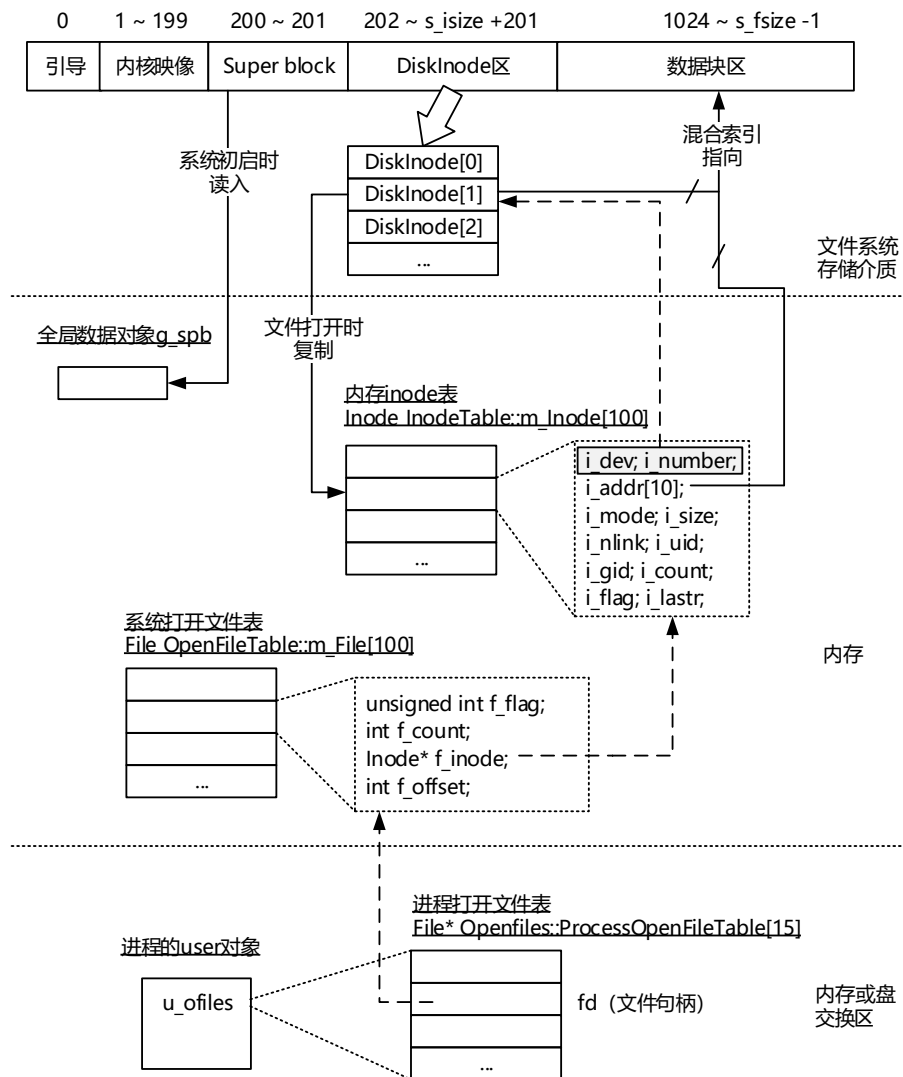 0 1 ~ 199 200 ~ 201 202 ~ s_isize +201 1024 ~ s_fsize -1
引导 内核映像 Super block DiskInode区 数据块区
系统初启时
读入
混合索引
指向
DiskInode[0]
DiskInode[1]
DiskInode[2]
...
文件系统
存储介质
全局数据对象g_spb
文件打开时
复制
内存inode表
Inode InodeTable::m_Inode[100]
...
i_dev; i_number;
i_addr[10];
i_mode; i_size;
i_nlink; i_uid;
i_gid; i_count;
i_flag; i_lastr;
系统打开文件表
File OpenFileTable::m_File[100]
...
unsigned int f_flag;
int f_count;
Inode* f_inode;
int f_offset;
内存
进程打开文件表
File* Openfiles::ProcessOpenFileTable[15]
进程的user对象
u_ofiles
fd（文件句柄）
...
内存或盘
交换区